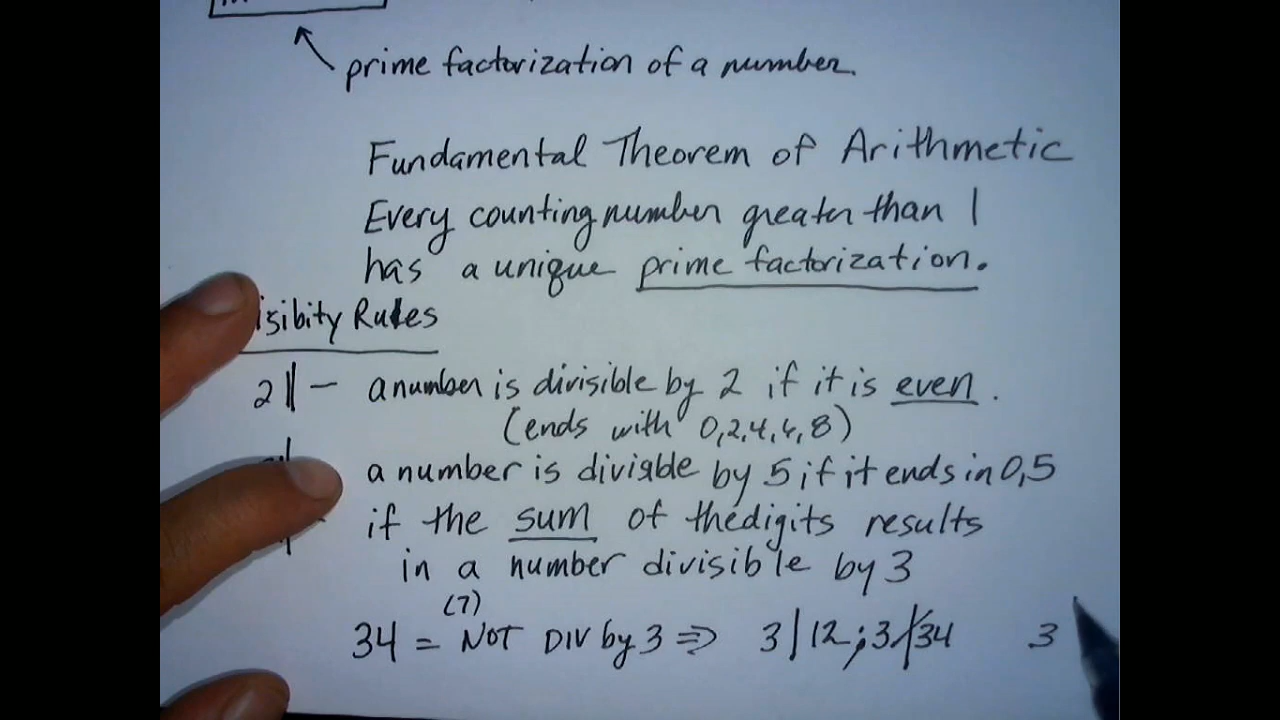 prime factorization of a number.
Fundamental Theorem of Arithmetic
Every counting number greater than 1
has a unique prime factorization.
isibity Rules
2| — a number is divisible by 2 if it is even.
(ends with 0,2,4,6,8)
a number is divisible by 5 if it ends in 0,5
if the sum of the digits results
in a number divisible by 3
(7)
34 = NOT DIV by 3 ⇒ 3|12; 3∤34 3